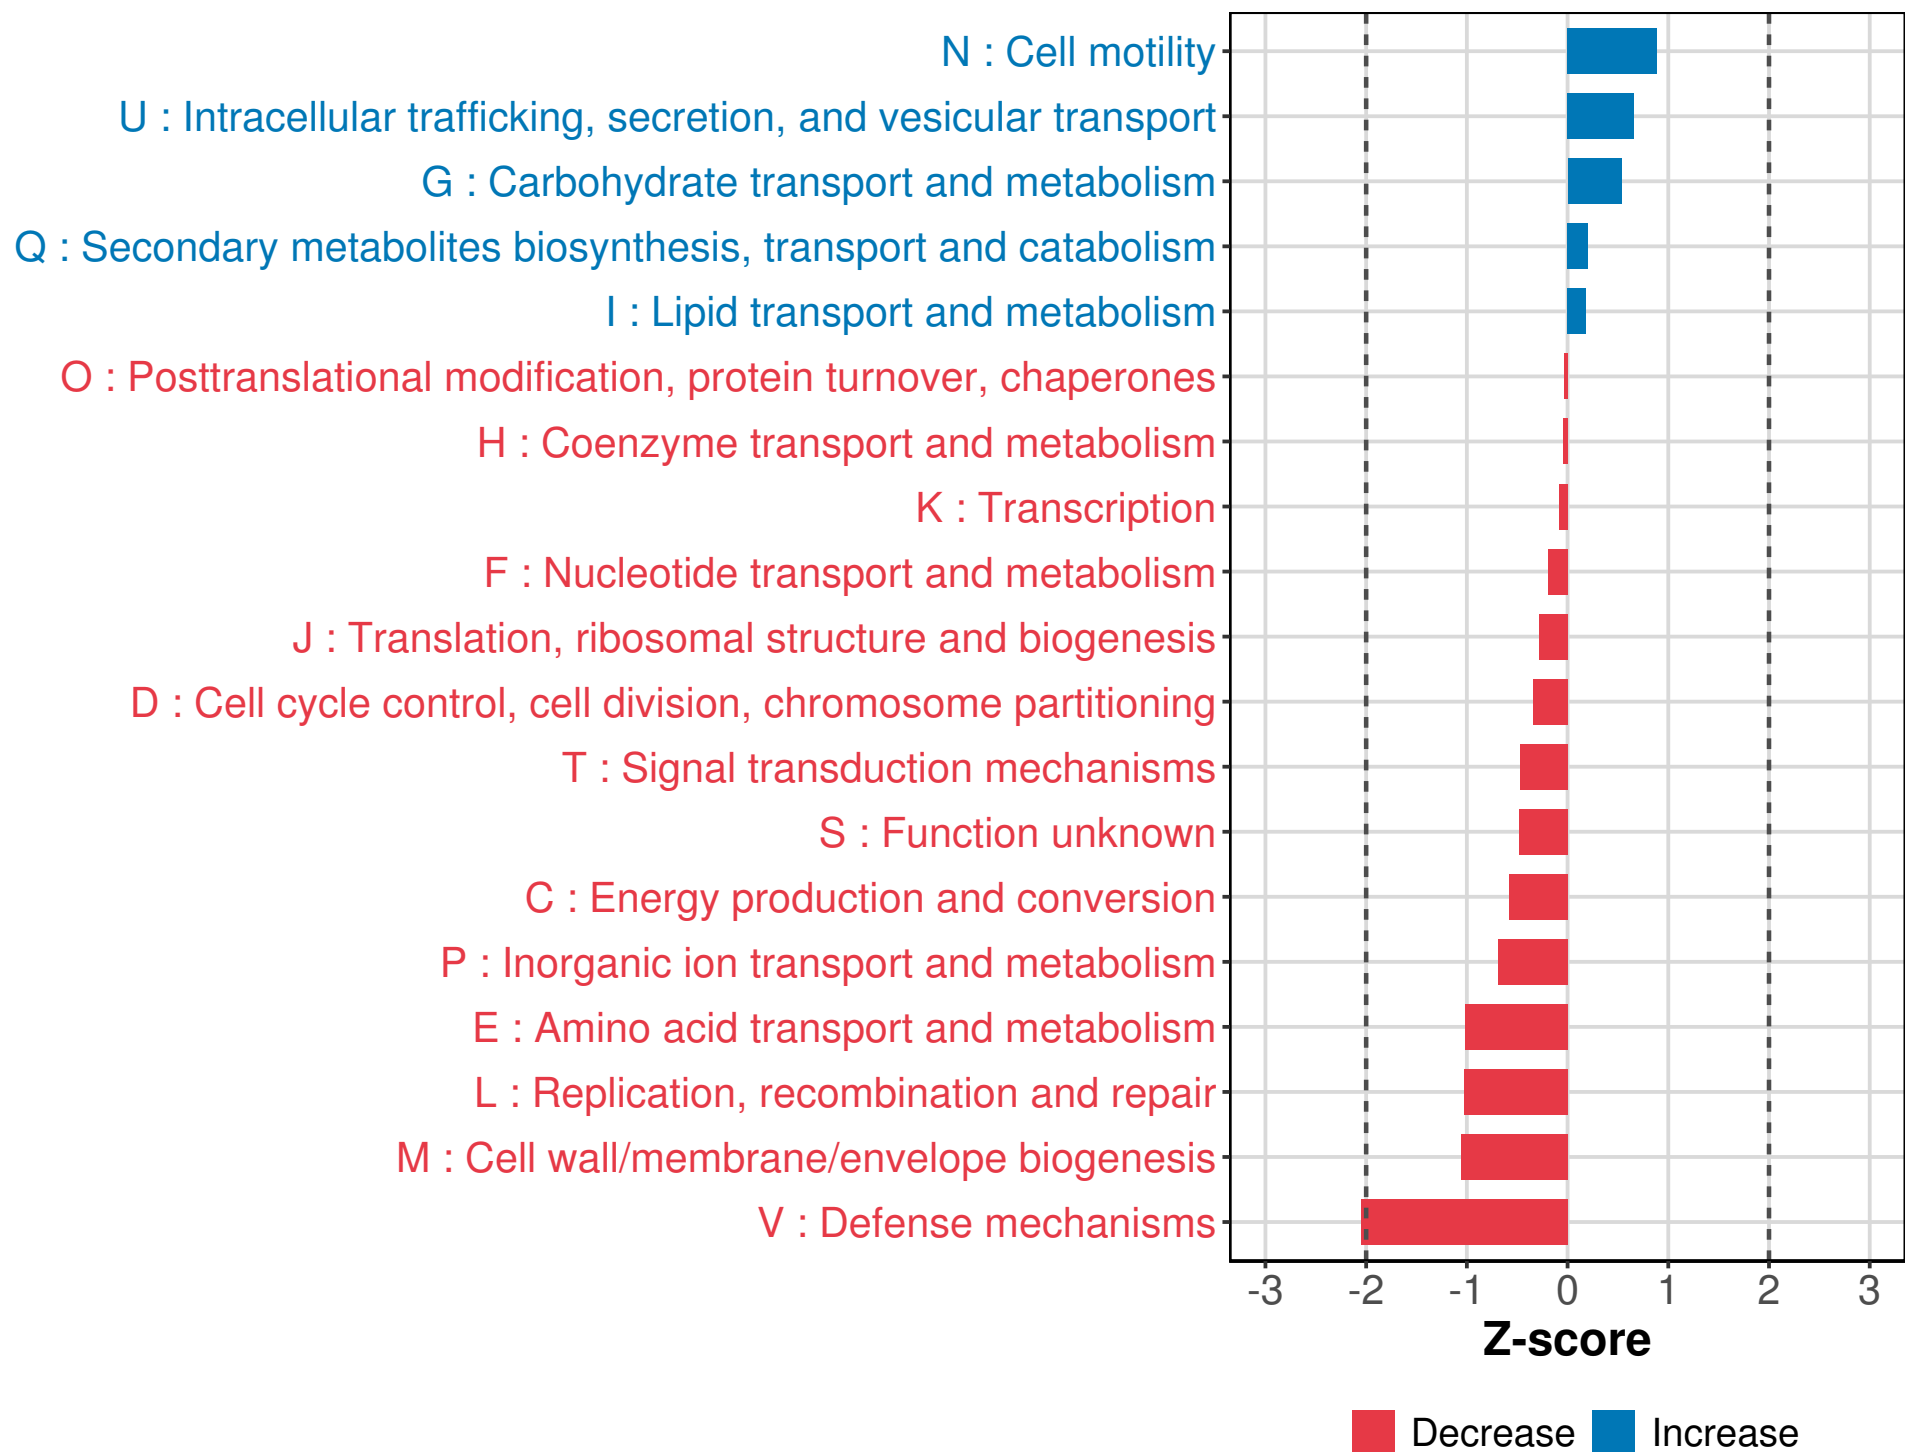 N : Cell motility
U : Intracellular trafficking, secretion, and vesicular transport
G : Carbohydrate transport and metabolism
Q : Secondary metabolites biosynthesis, transport and catabolism
I : Lipid transport and metabolism
O : Posttranslational modification, protein turnover, chaperones
H : Coenzyme transport and metabolism
K : Transcription
F : Nucleotide transport and metabolism
J : Translation, ribosomal structure and biogenesis
D : Cell cycle control, cell division, chromosome partitioning
T : Signal transduction mechanisms
S : Function unknown
C : Energy production and conversion
P : Inorganic ion transport and metabolism
E : Amino acid transport and metabolism
L : Replication, recombination and repair
M : Cell wall/membrane/envelope biogenesis
V : Defense mechanisms
-3 -2 -1 0 1 2 3
Z-score
Decrease Increase